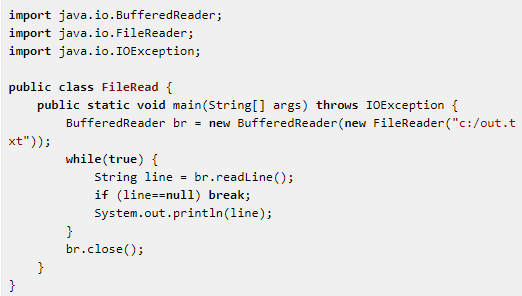 import java.io.BufferedReader;
import java.io.FileReader;
import java.io.IOException;

public class FileRead {
    public static void main(String[] args) throws IOException {
        BufferedReader br = new BufferedReader(new FileReader("c:/out.t
xt"));
        while(true) {
            String line = br.readLine();
            if (line==null) break;
            System.out.println(line);
        }
        br.close();
    }
}